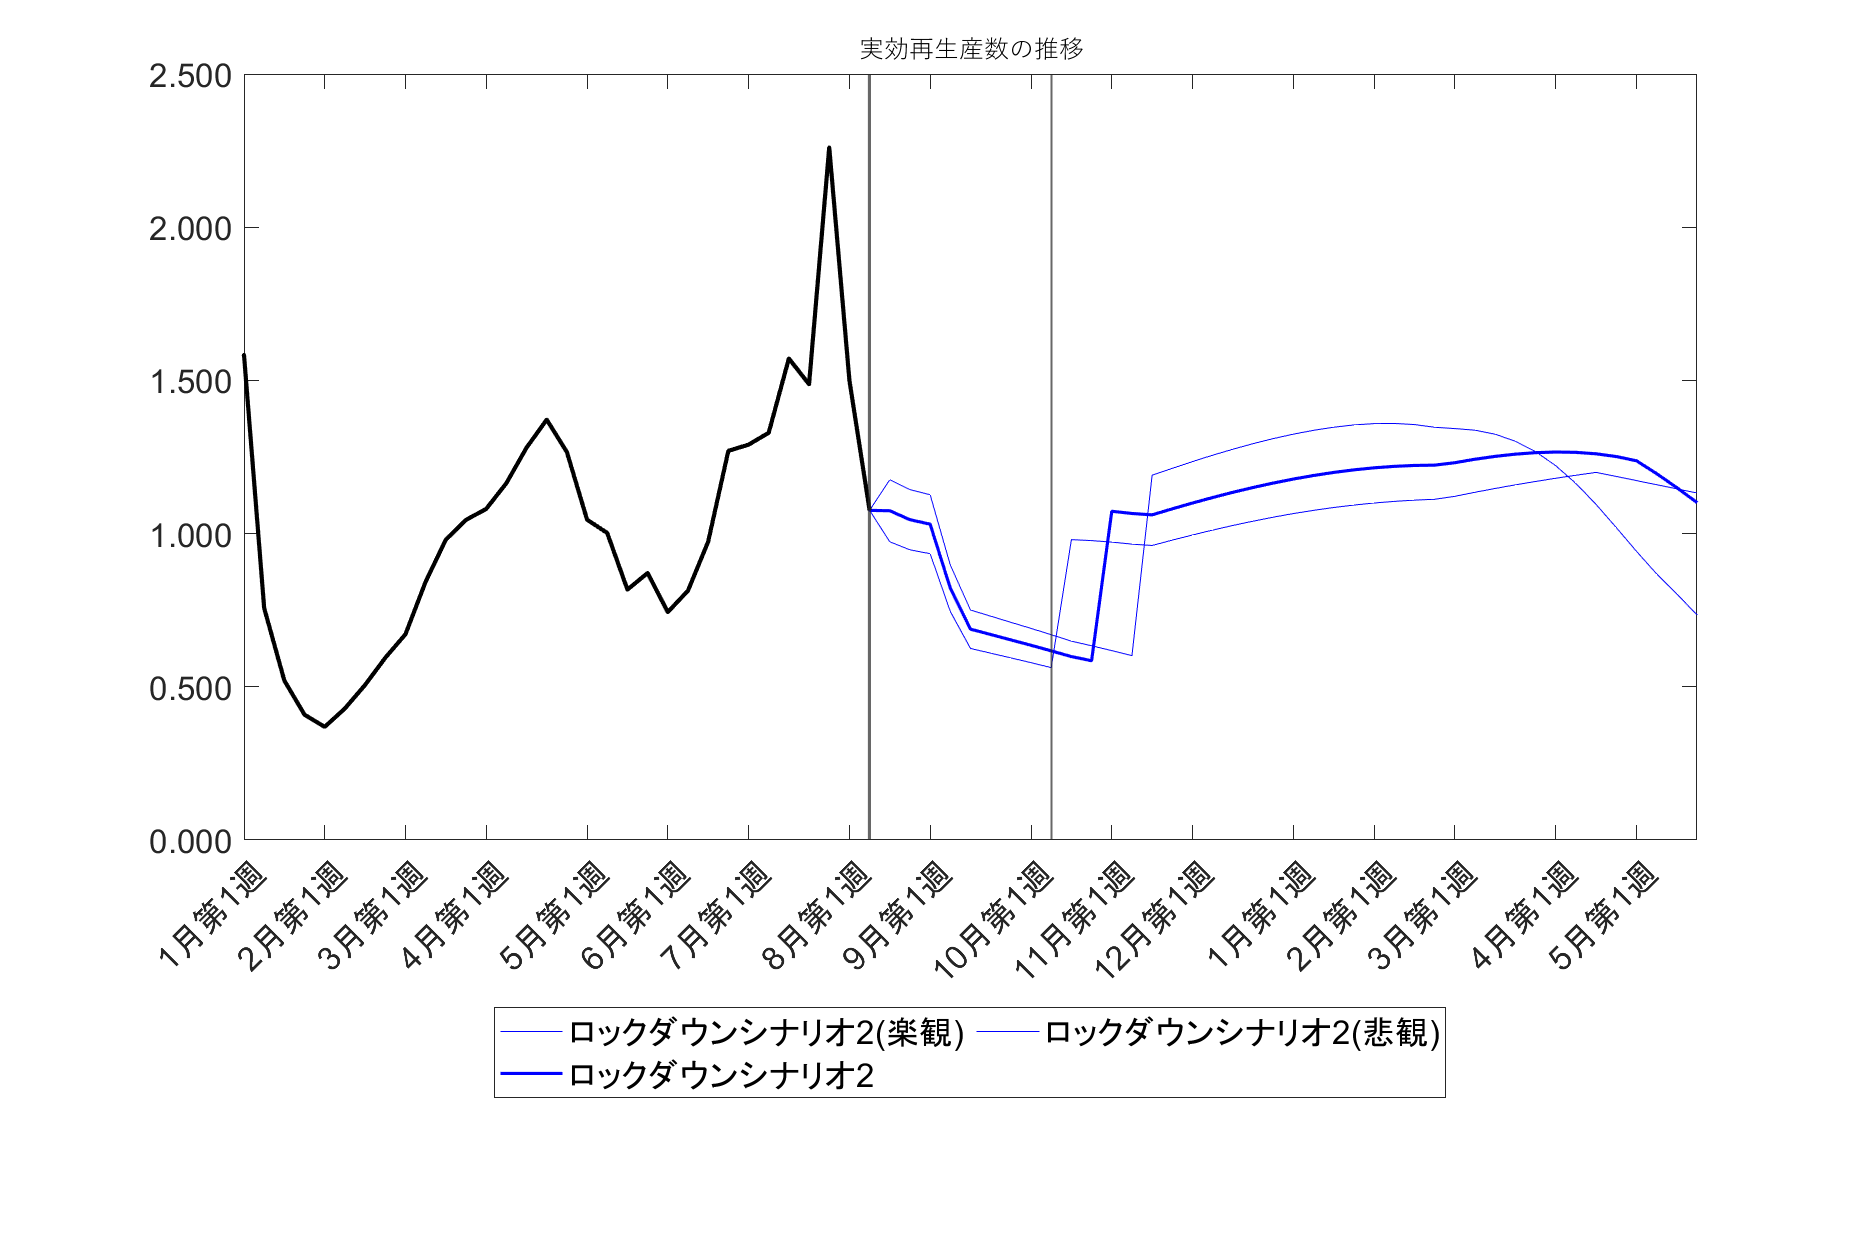 実効再生産数の推移
2.500
2.000
1.500
1.000
0.500
0.000
1月第1週
2月第1週
3月第1週
4月第1週
5月第1週
6月第1週
7月第1週
8月第1週
9月第1週
10月第1週
11月第1週
12月第1週
1月第1週
2月第1週
3月第1週
4月第1週
5月第1週
ロックダウンシナリオ2(楽観) ロックダウンシナリオ2(悲観)
ロックダウンシナリオ2